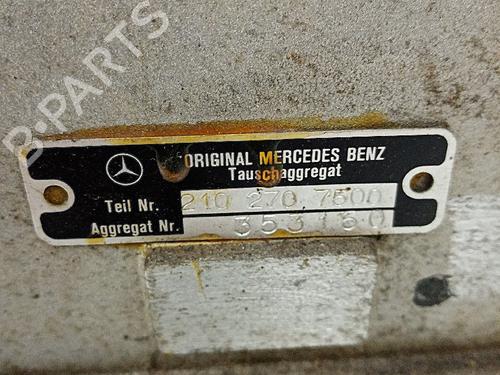 B-PARTS
ORIGINAL MERCEDES BENZ
Tauschaggregat
Teil Nr. 210 270 7500
Aggregat Nr. 353160